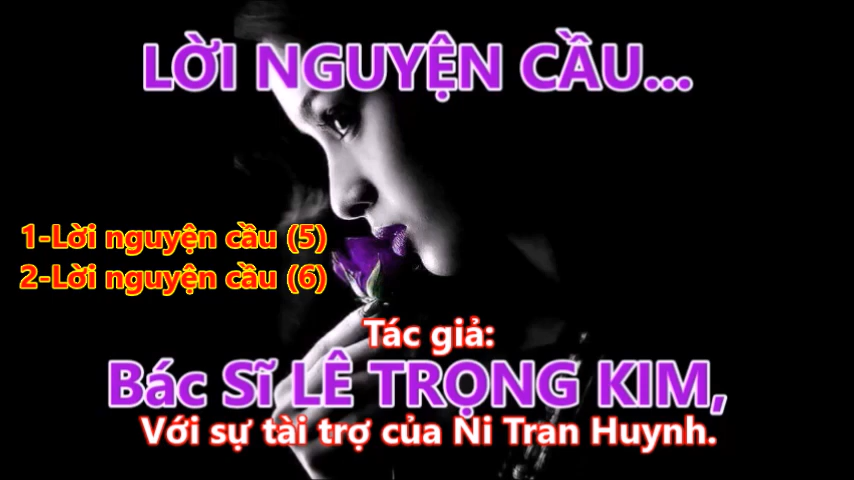 LỜI NGUYỆN CẦU...
1-Lời nguyện cầu (5)
2-Lời nguyện cầu (6)
Tác giả:
Bác Sĩ LÊ TRỌNG KIM,
Với sự tài trợ của Ni Tran Huynh.